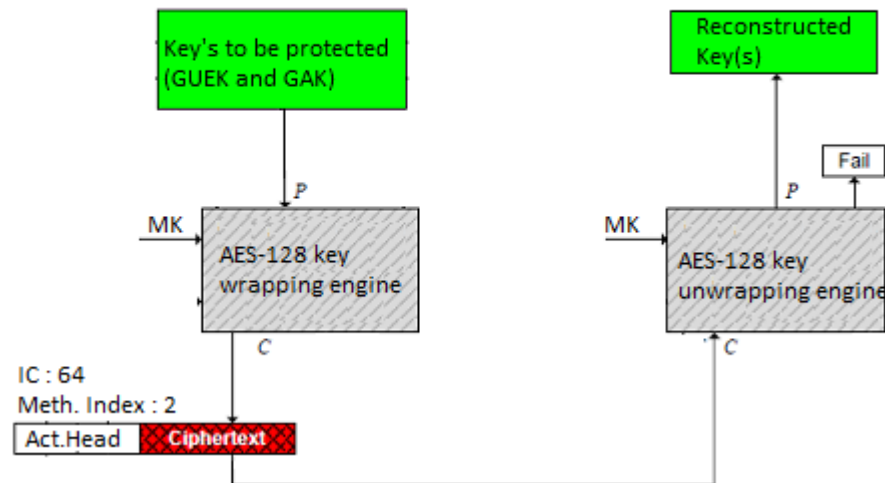 Key's to be protected
(GUEK and GAK)
Reconstructed
Key(s)
Fail
P
P
MK
MK
AES-128 key
wrapping engine
AES-128 key
unwrapping engine
C
C
IC : 64
Meth. Index : 2
Act.Head
Ciphertext